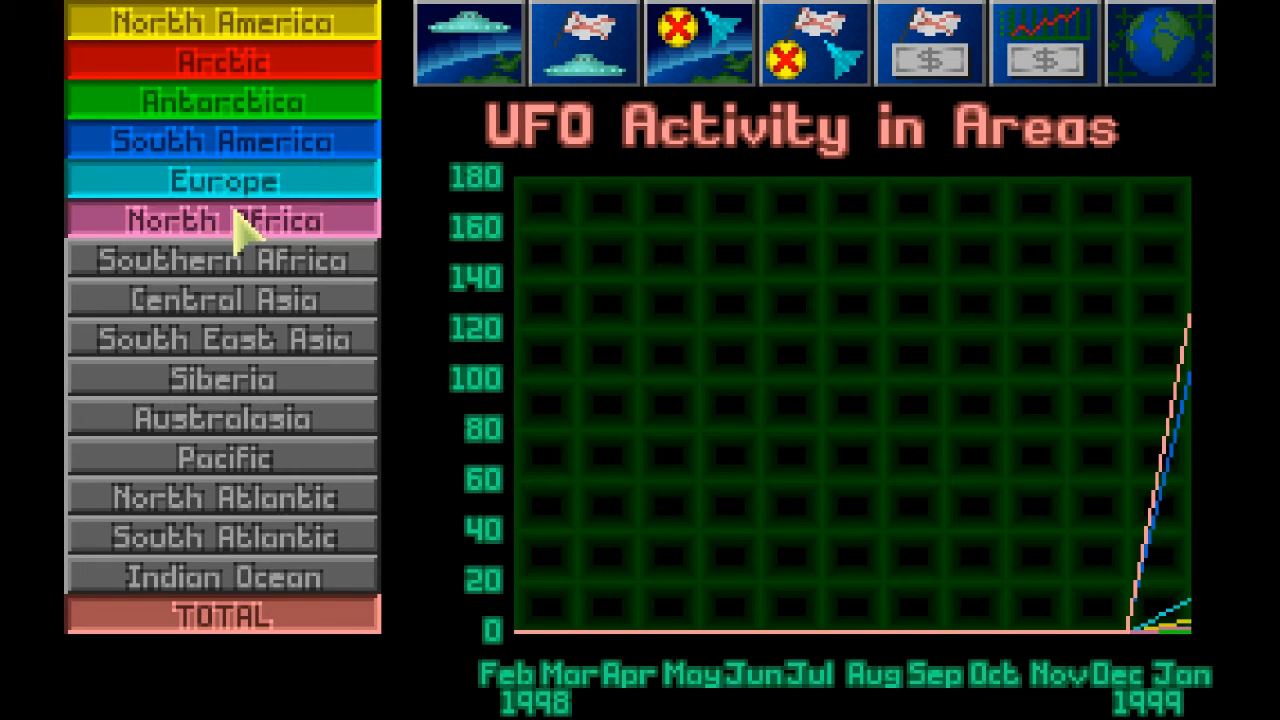 North America
Arctic
Antarctica
South America
Europe
North Africa
Southern Africa
Central Asia
South East Asia
Siberia
Australasia
Pacific
North Atlantic
South Atlantic
Indian Ocean
TOTAL
$ $
UFO Activity in Areas
180
160
140
120
100
80
60
40
20
0
Feb Mar Apr May Jun Jul Aug Sep Oct Nov Dec Jan
1998 1999